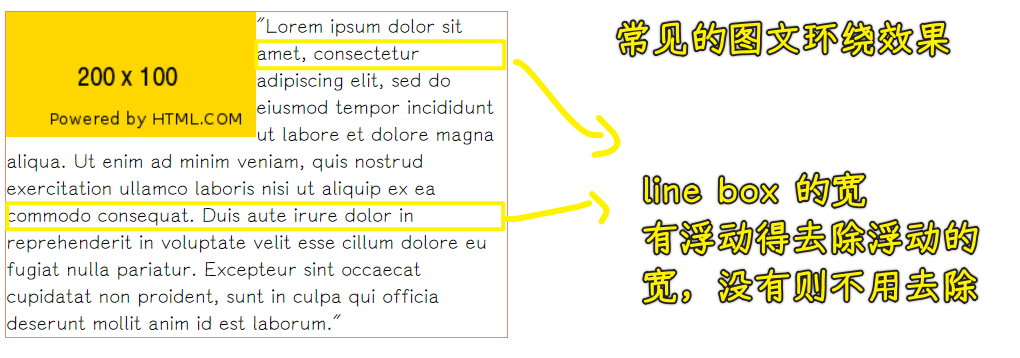 200 x 100
Powered by HTML.COM
"Lorem ipsum dolor sit
amet, consectetur
adipiscing elit, sed do
eiusmod tempor incididunt
ut labore et dolore magna
aliqua. Ut enim ad minim veniam, quis nostrud
exercitation ullamco laboris nisi ut aliquip ex ea
commodo consequat. Duis aute irure dolor in
reprehenderit in voluptate velit esse cillum dolore eu
fugiat nulla pariatur. Excepteur sint occaecat
cupidatat non proident, sunt in culpa qui officia
deserunt mollit anim id est laborum."
常见的图文环绕效果
line box 的宽
有浮动得去除浮动的
宽，没有则不用去除